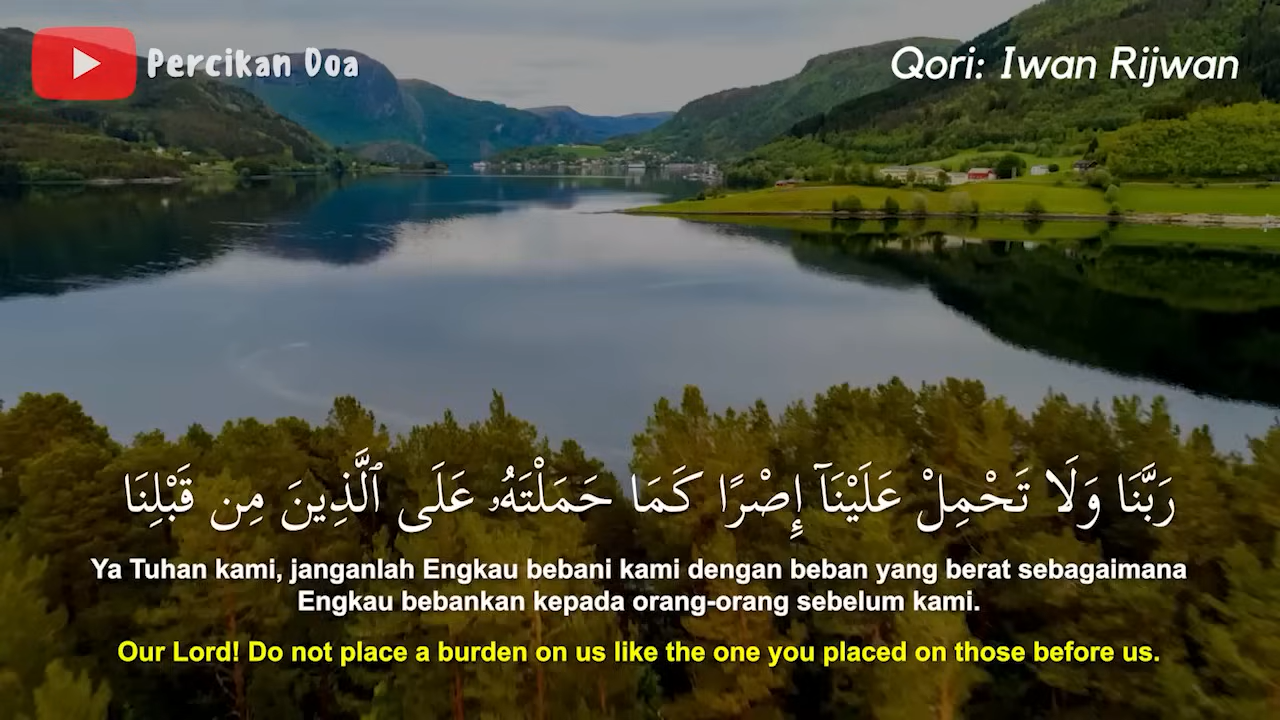 Percikan Doa
Qori: Iwan Rijwan
رَبَّنَا وَلَا تَحْمِلْ عَلَيْنَآ إِصْرًا كَمَا حَمَلْتَهُۥ عَلَى ٱلَّذِينَ مِن قَبْلِنَا
Ya Tuhan kami, janganlah Engkau bebani kami dengan beban yang berat sebagaimana
Engkau bebankan kepada orang-orang sebelum kami.
Our Lord! Do not place a burden on us like the one you placed on those before us.